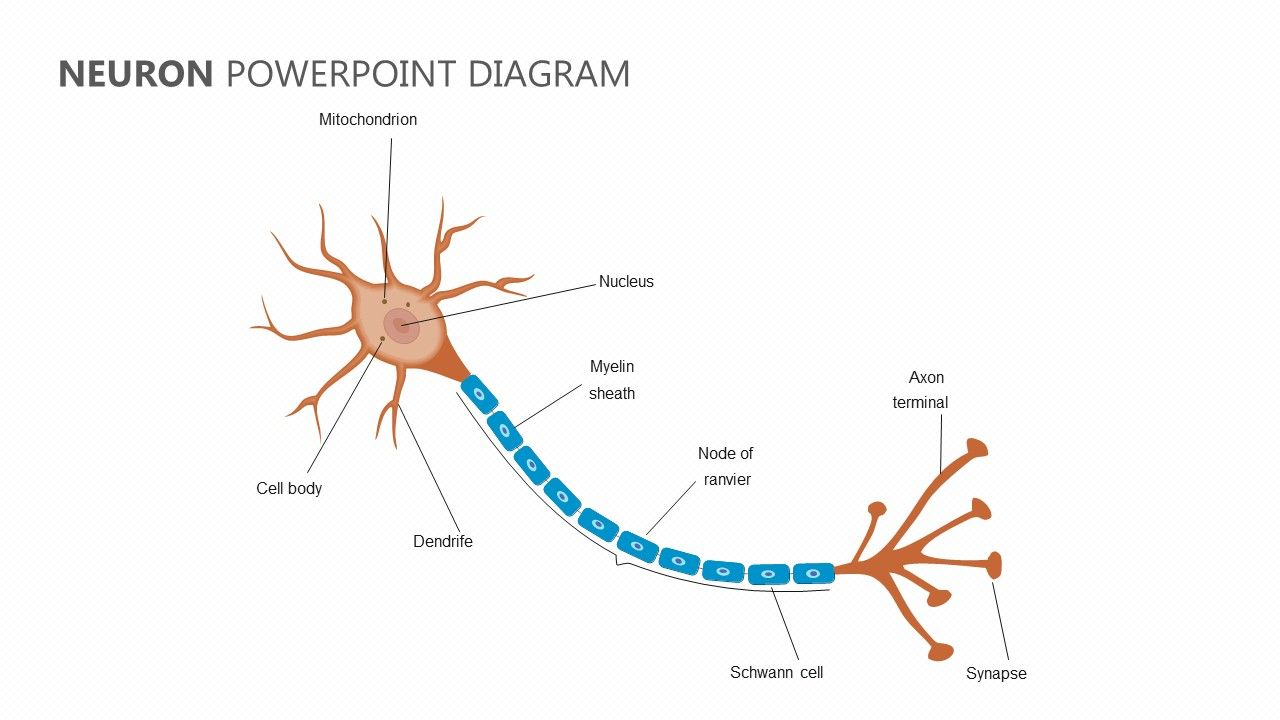 NEURON POWERPOINT DIAGRAM
Mitochondrion
Nucleus
Myelin
sheath
Axon
terminal
Node of
ranvier
Cell body
Dendrife
Schwann cell
Synapse